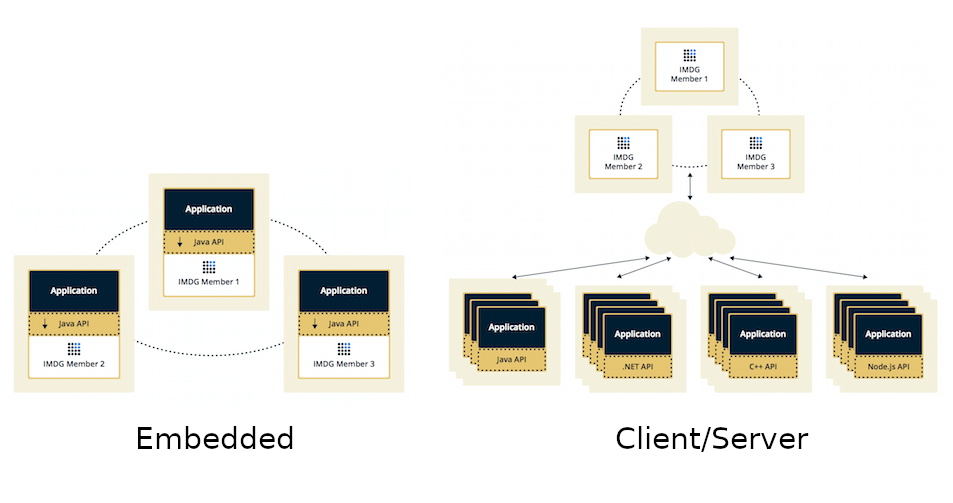 Application
Java API
IMDG Member 1
Application
Java API
IMDG Member 2
Application
Java API
IMDG Member 3
Embedded
IMDG
Member 1
IMDG
Member 2
IMDG
Member 3
Application
Java API
Application
.NET API
Application
C++ API
Application
Node.js API
Client/Server